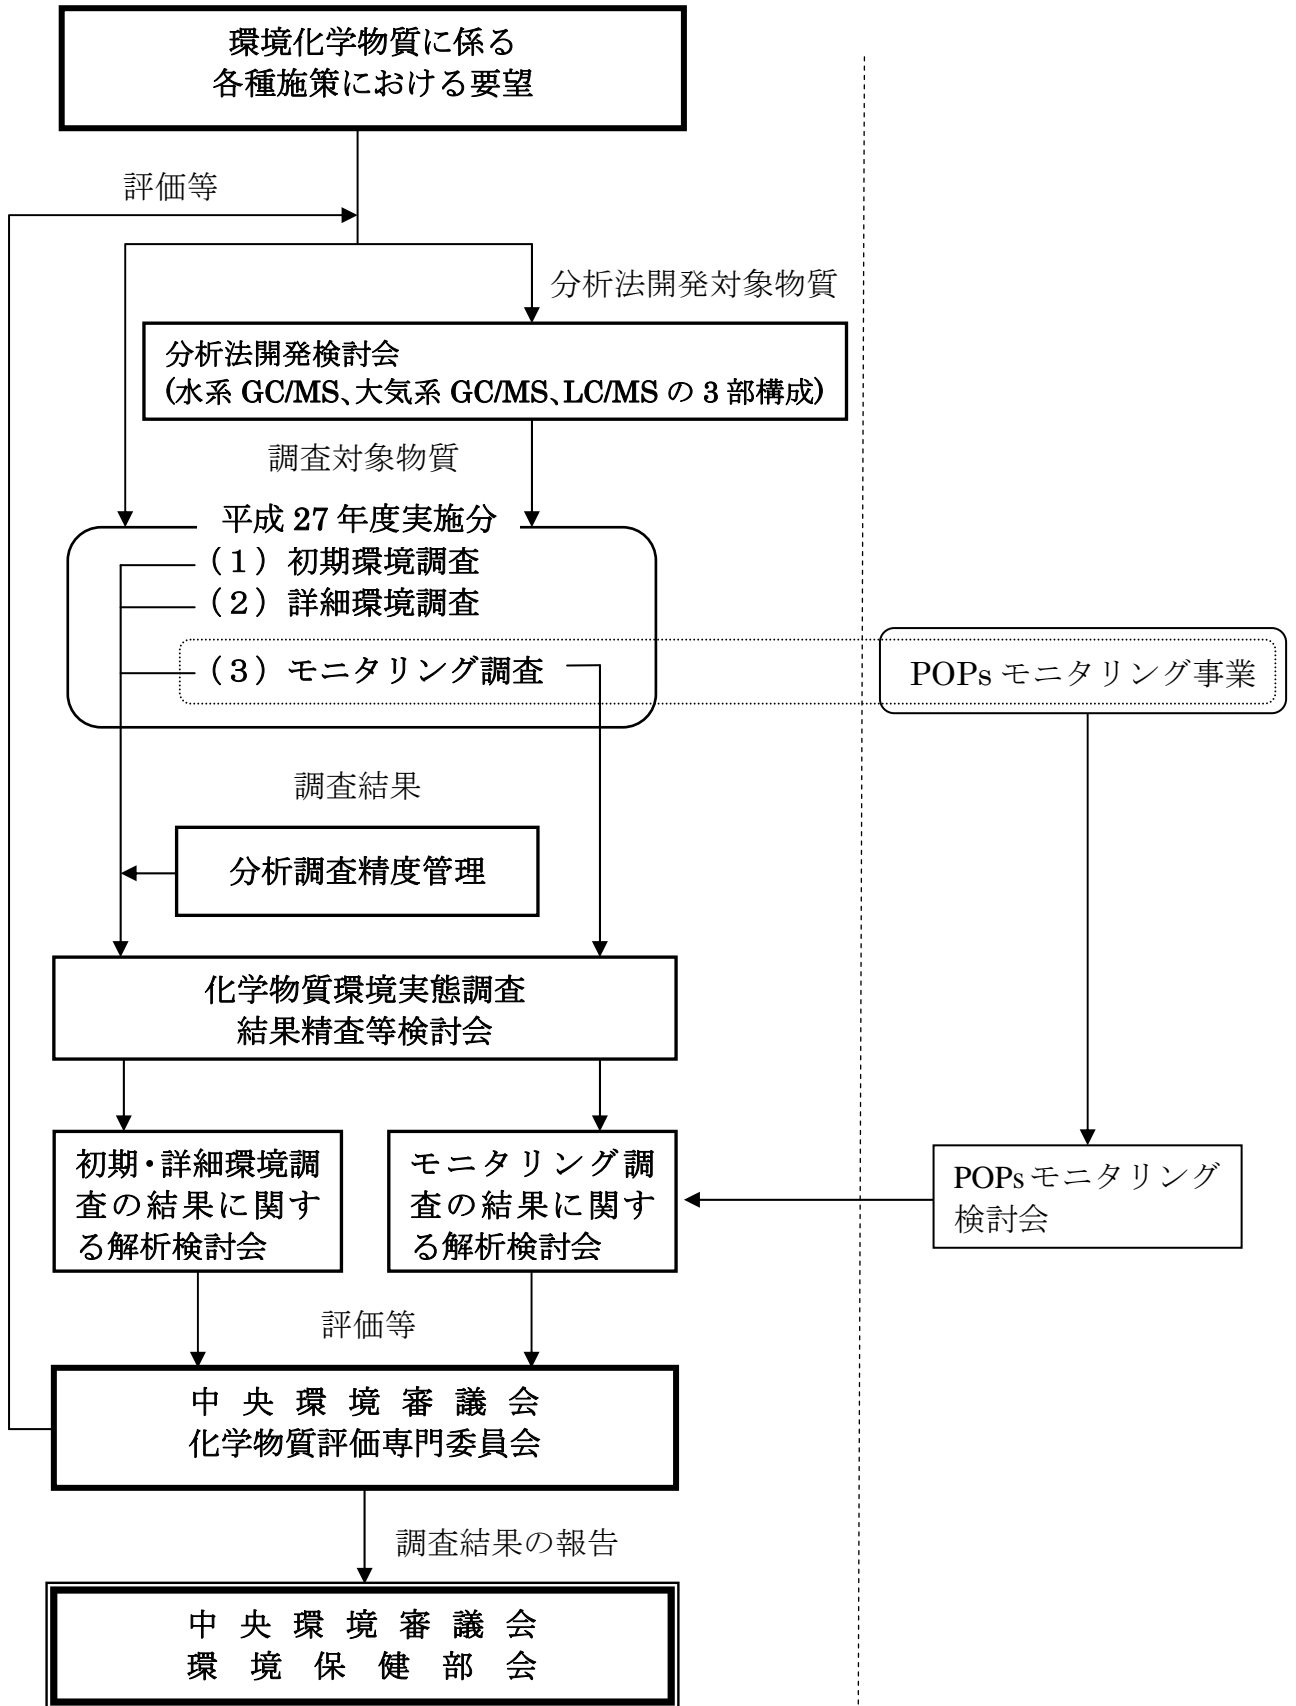 環境化学物質に係る
各種施策における要望
評価等
分析法開発対象物質
分析法開発検討会
(水系 GC/MS、大気系 GC/MS、LC/MS の 3 部構成)
調査対象物質
平成 27 年度実施分
（１）初期環境調査
（２）詳細環境調査
（３）モニタリング調査
POPs モニタリング事業
調査結果
分析調査精度管理
化学物質環境実態調査
結果精査等検討会
初期・詳細環境調
査の結果に関す
る解析検討会
モニタリング調
査の結果に関す
る解析検討会
POPs モニタリング
検討会
評価等
中央環境審議会
化学物質評価専門委員会
調査結果の報告
中央環境審議会
環境保健部会